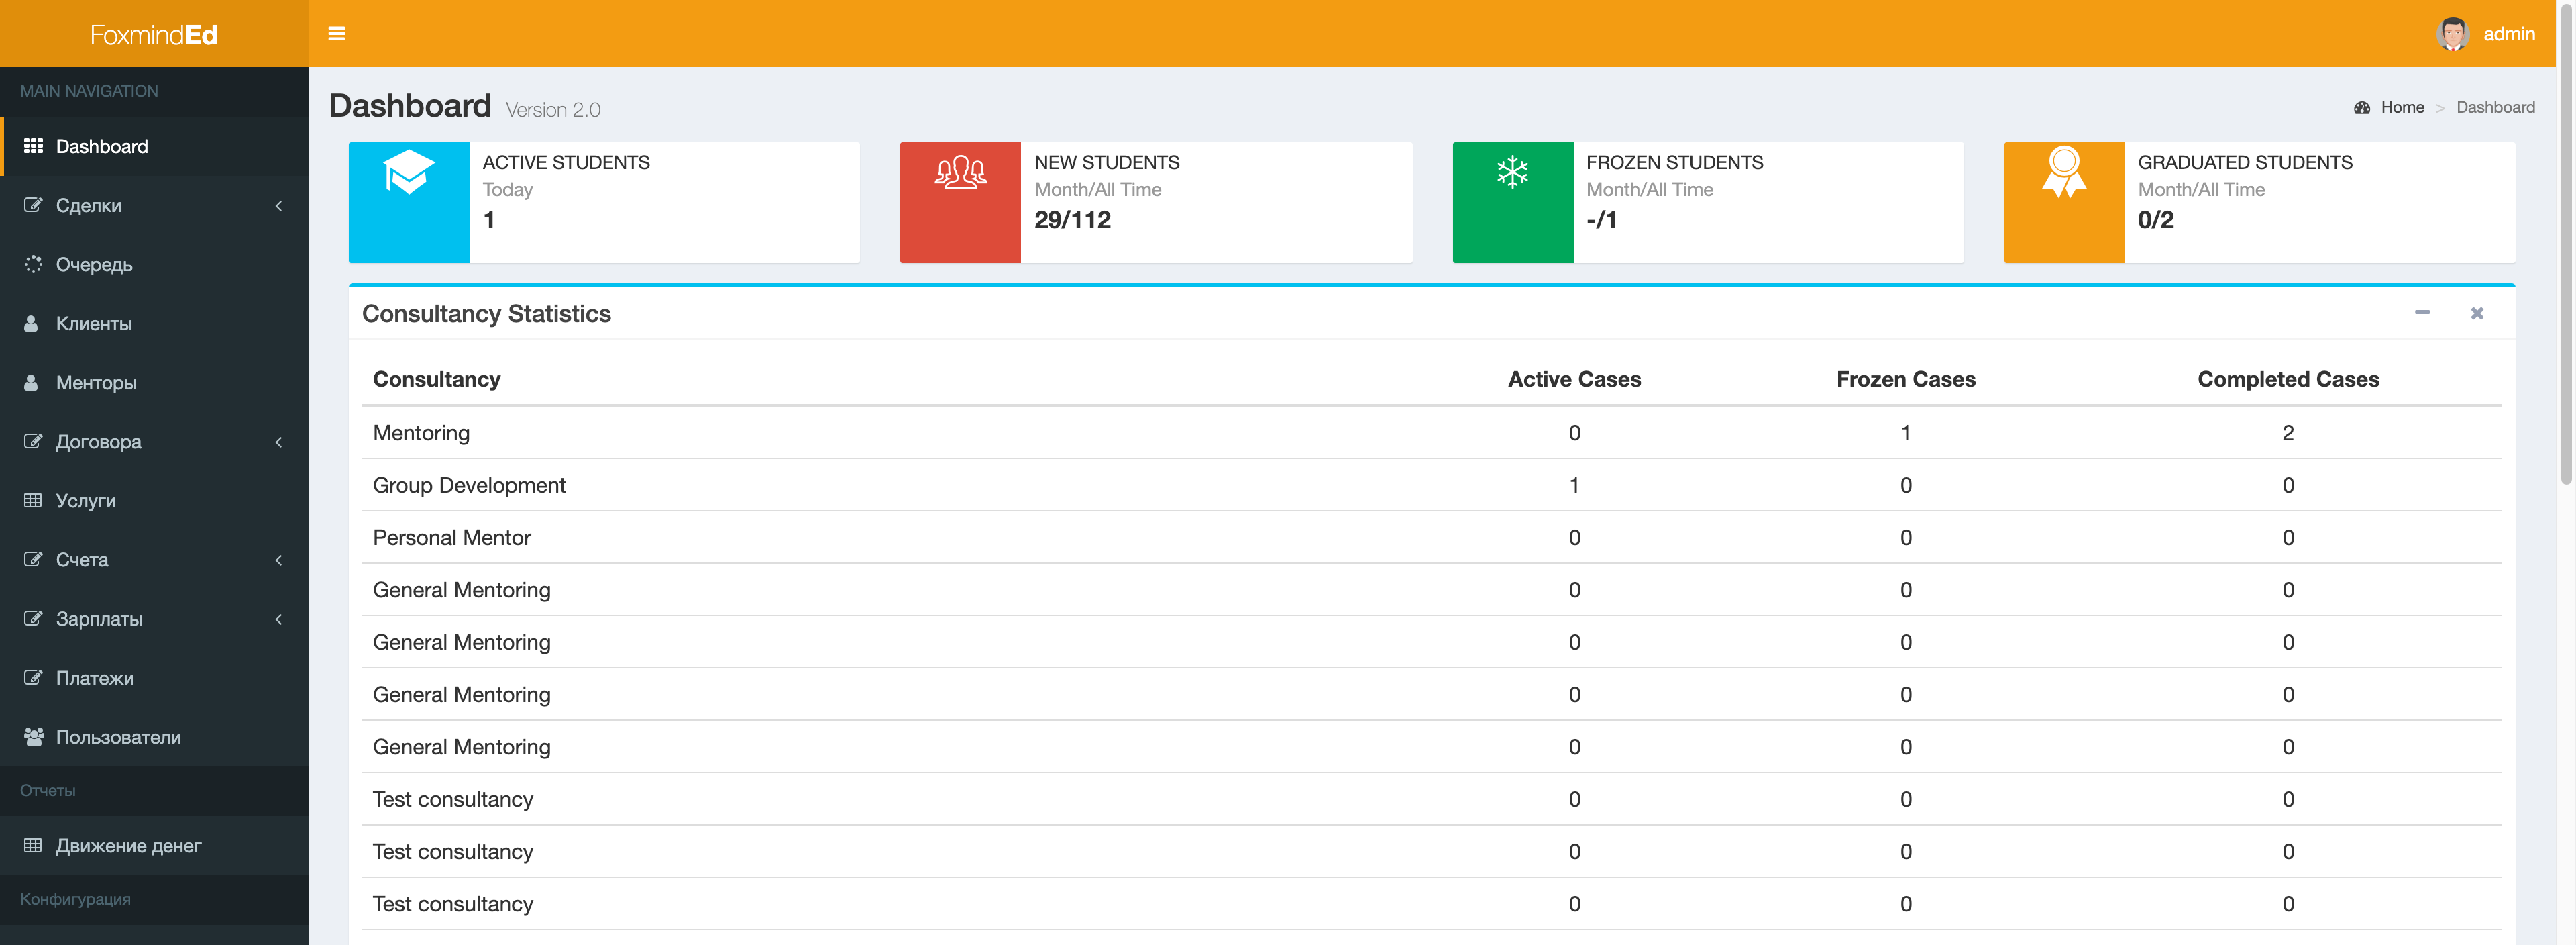 FoxmindEd
admin
MAIN NAVIGATION
Dashboard
Сделки
Очередь
Клиенты
Менторы
Договора
Услуги
Счета
Зарплаты
Платежи
Пользователи
Отчеты
Движение денег
Конфигурация
Dashboard Version 2.0
Home > Dashboard
ACTIVE STUDENTS
Today
1
NEW STUDENTS
Month/All Time
29/112
FROZEN STUDENTS
Month/All Time
-/1
GRADUATED STUDENTS
Month/All Time
0/2
Consultancy Statistics
Consultancy Active Cases Frozen Cases Completed Cases
Mentoring 0 1 2
Group Development 1 0 0
Personal Mentor 0 0 0
General Mentoring 0 0 0
General Mentoring 0 0 0
General Mentoring 0 0 0
General Mentoring 0 0 0
Test consultancy 0 0 0
Test consultancy 0 0 0
Test consultancy 0 0 0